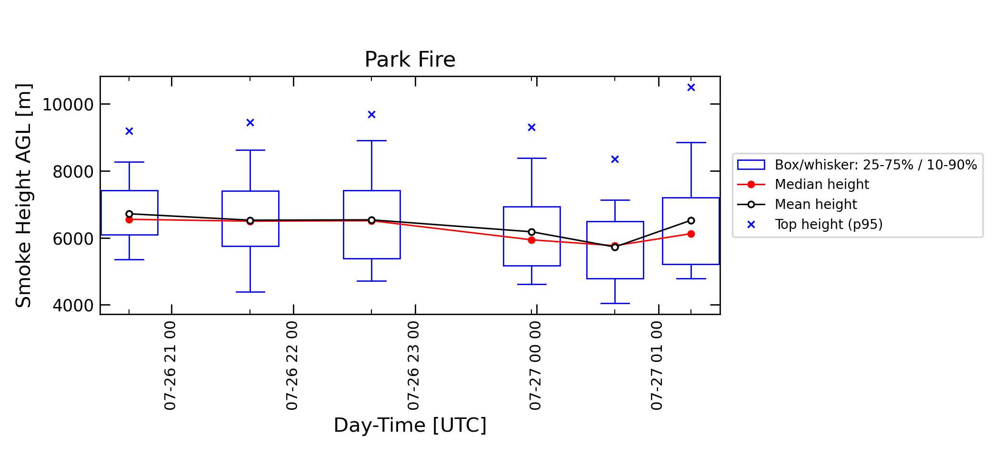 Park Fire
Smoke Height AGL [m]
10000
8000
6000
4000
07-26 21 00
07-26 22 00
07-26 23 00
07-27 00 00
07-27 01 00
Day-Time [UTC]
Box/whisker: 25-75% / 10-90%
Median height
Mean height
Top height (p95)